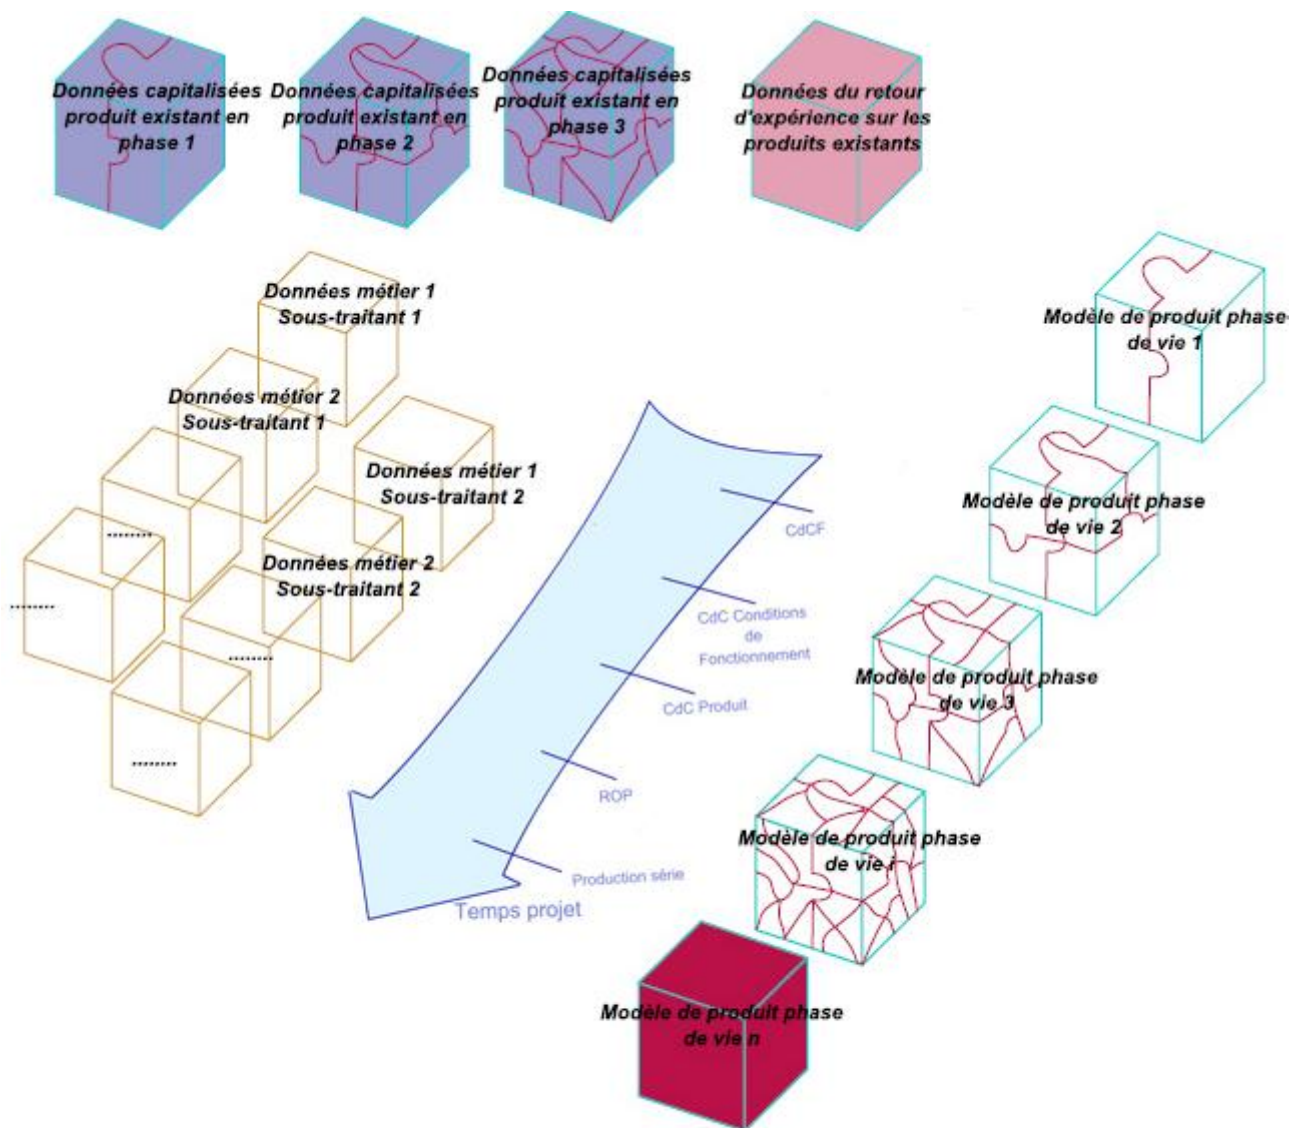 Données capitalisées
produit existant en
phase 1
Données capitalisées
produit existant en
phase 2
Données capitalisées
produit existant en
phase 3
Données du retour
d'expérience sur les
produits existants
Données métier 1
Sous-traitant 1
Données métier 2
Sous-traitant 1
Données métier 1
Sous-traitant 2
Données métier 2
Sous-traitant 2
.........
.........
.........
.........
CdCF
CdC Conditions
de
Fonctionnement
CdC Produit
ROP
Production série
Temps projet
Modèle de produit phase
de vie 1
Modèle de produit phase
de vie 2
Modèle de produit phase
de vie 3
Modèle de produit phase
de vie i
Modèle de produit phase
de vie n